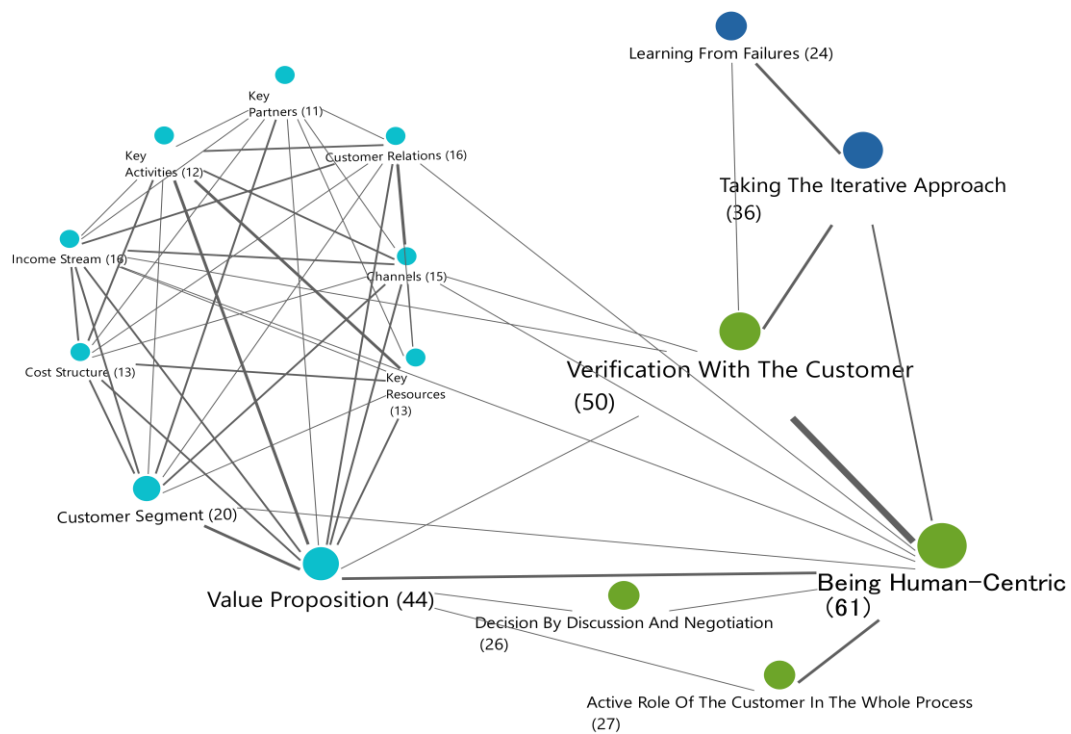 Learning From Failures (24)
Key
Partners (11)
Key
Activities (12)
Customer Relations (16)
Taking The Iterative Approach
(36)
Income Stream (16)
Channels (15)
Cost Structure (13)
Key
Resources
(13)
Verification With The Customer
(50)
Customer Segment (20)
Value Proposition (44)
Being Human-Centric
(61)
Decision By Discussion And Negotiation
(26)
Active Role Of The Customer In The Whole Process
(27)